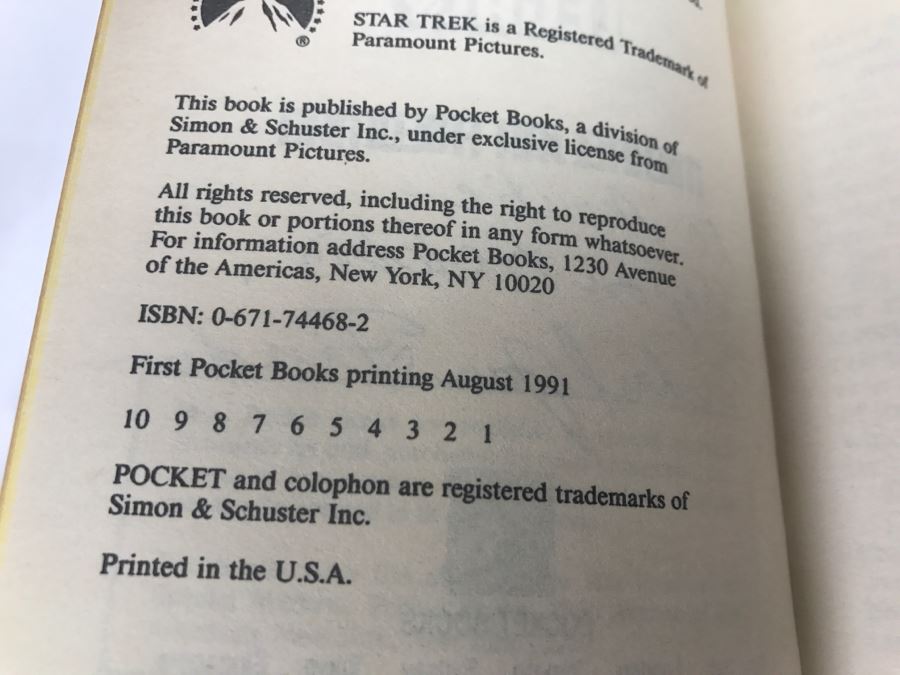 ®
STAR TREK is a Registered Trademark of
Paramount Pictures.
This book is published by Pocket Books, a division of
Simon & Schuster Inc., under exclusive license from
Paramount Pictures.
All rights reserved, including the right to reproduce
this book or portions thereof in any form whatsoever.
For information address Pocket Books, 1230 Avenue
of the Americas, New York, NY 10020
ISBN: 0-671-74468-2
First Pocket Books printing August 1991
10 9 8 7 6 5 4 3 2 1
POCKET and colophon are registered trademarks of
Simon & Schuster Inc.
Printed in the U.S.A.